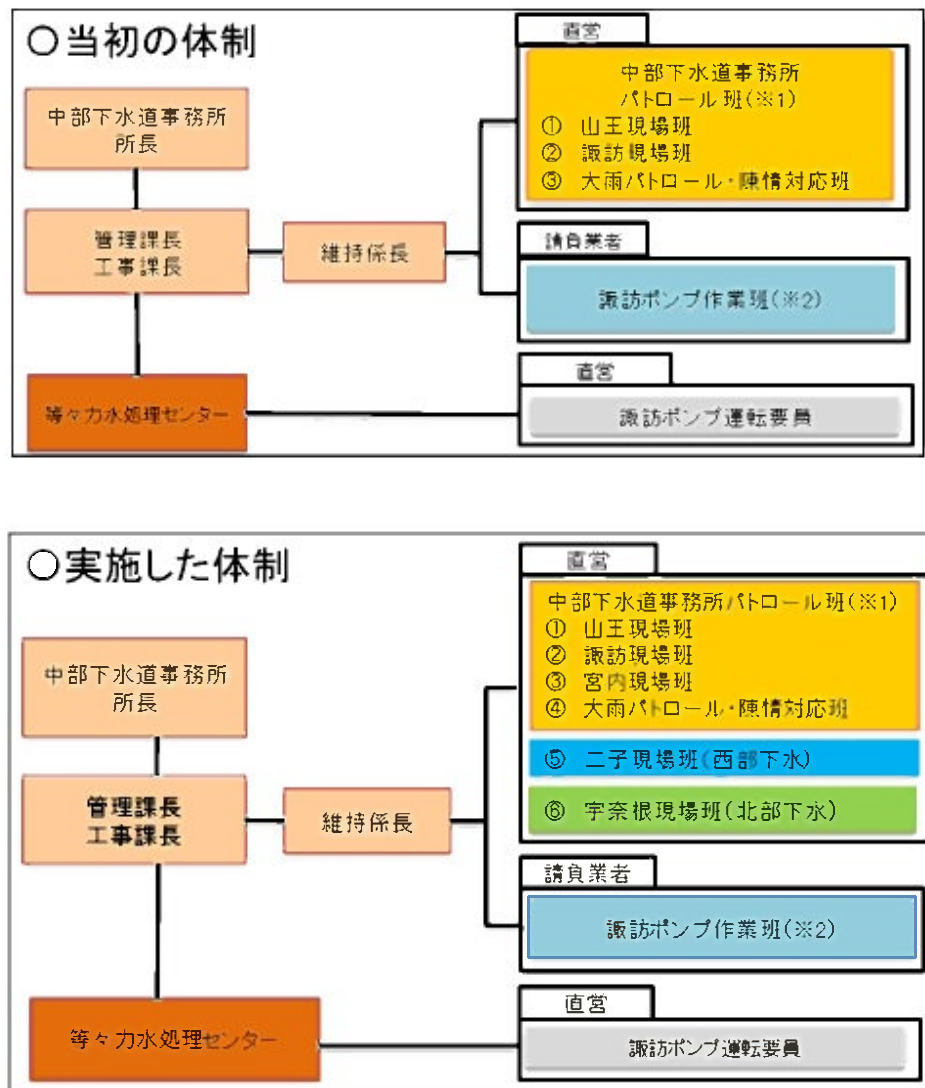 ○当初の体制
中部下水道事務所
所長
管理課長
工事課長
維持係長
等々力水処理センター
直営
中部下水道事務所
パトロール班(※1)
① 山王現場班
② 諏訪現場班
③ 大雨パトロール・陳情対応班
請負業者
諏訪ポンプ作業班(※2)
直営
諏訪ポンプ運転要員
○実施した体制
中部下水道事務所
所長
管理課長
工事課長
維持係長
等々力水処理センター
直営
中部下水道事務所パトロール班(※1)
① 山王現場班
② 諏訪現場班
③ 宮内現場班
④ 大雨パトロール・陳情対応班
⑤ 二子現場班(西部下水)
⑥ 宇奈根現場班(北部下水)
請負業者
諏訪ポンプ作業班(※2)
直営
諏訪ポンプ運転要員